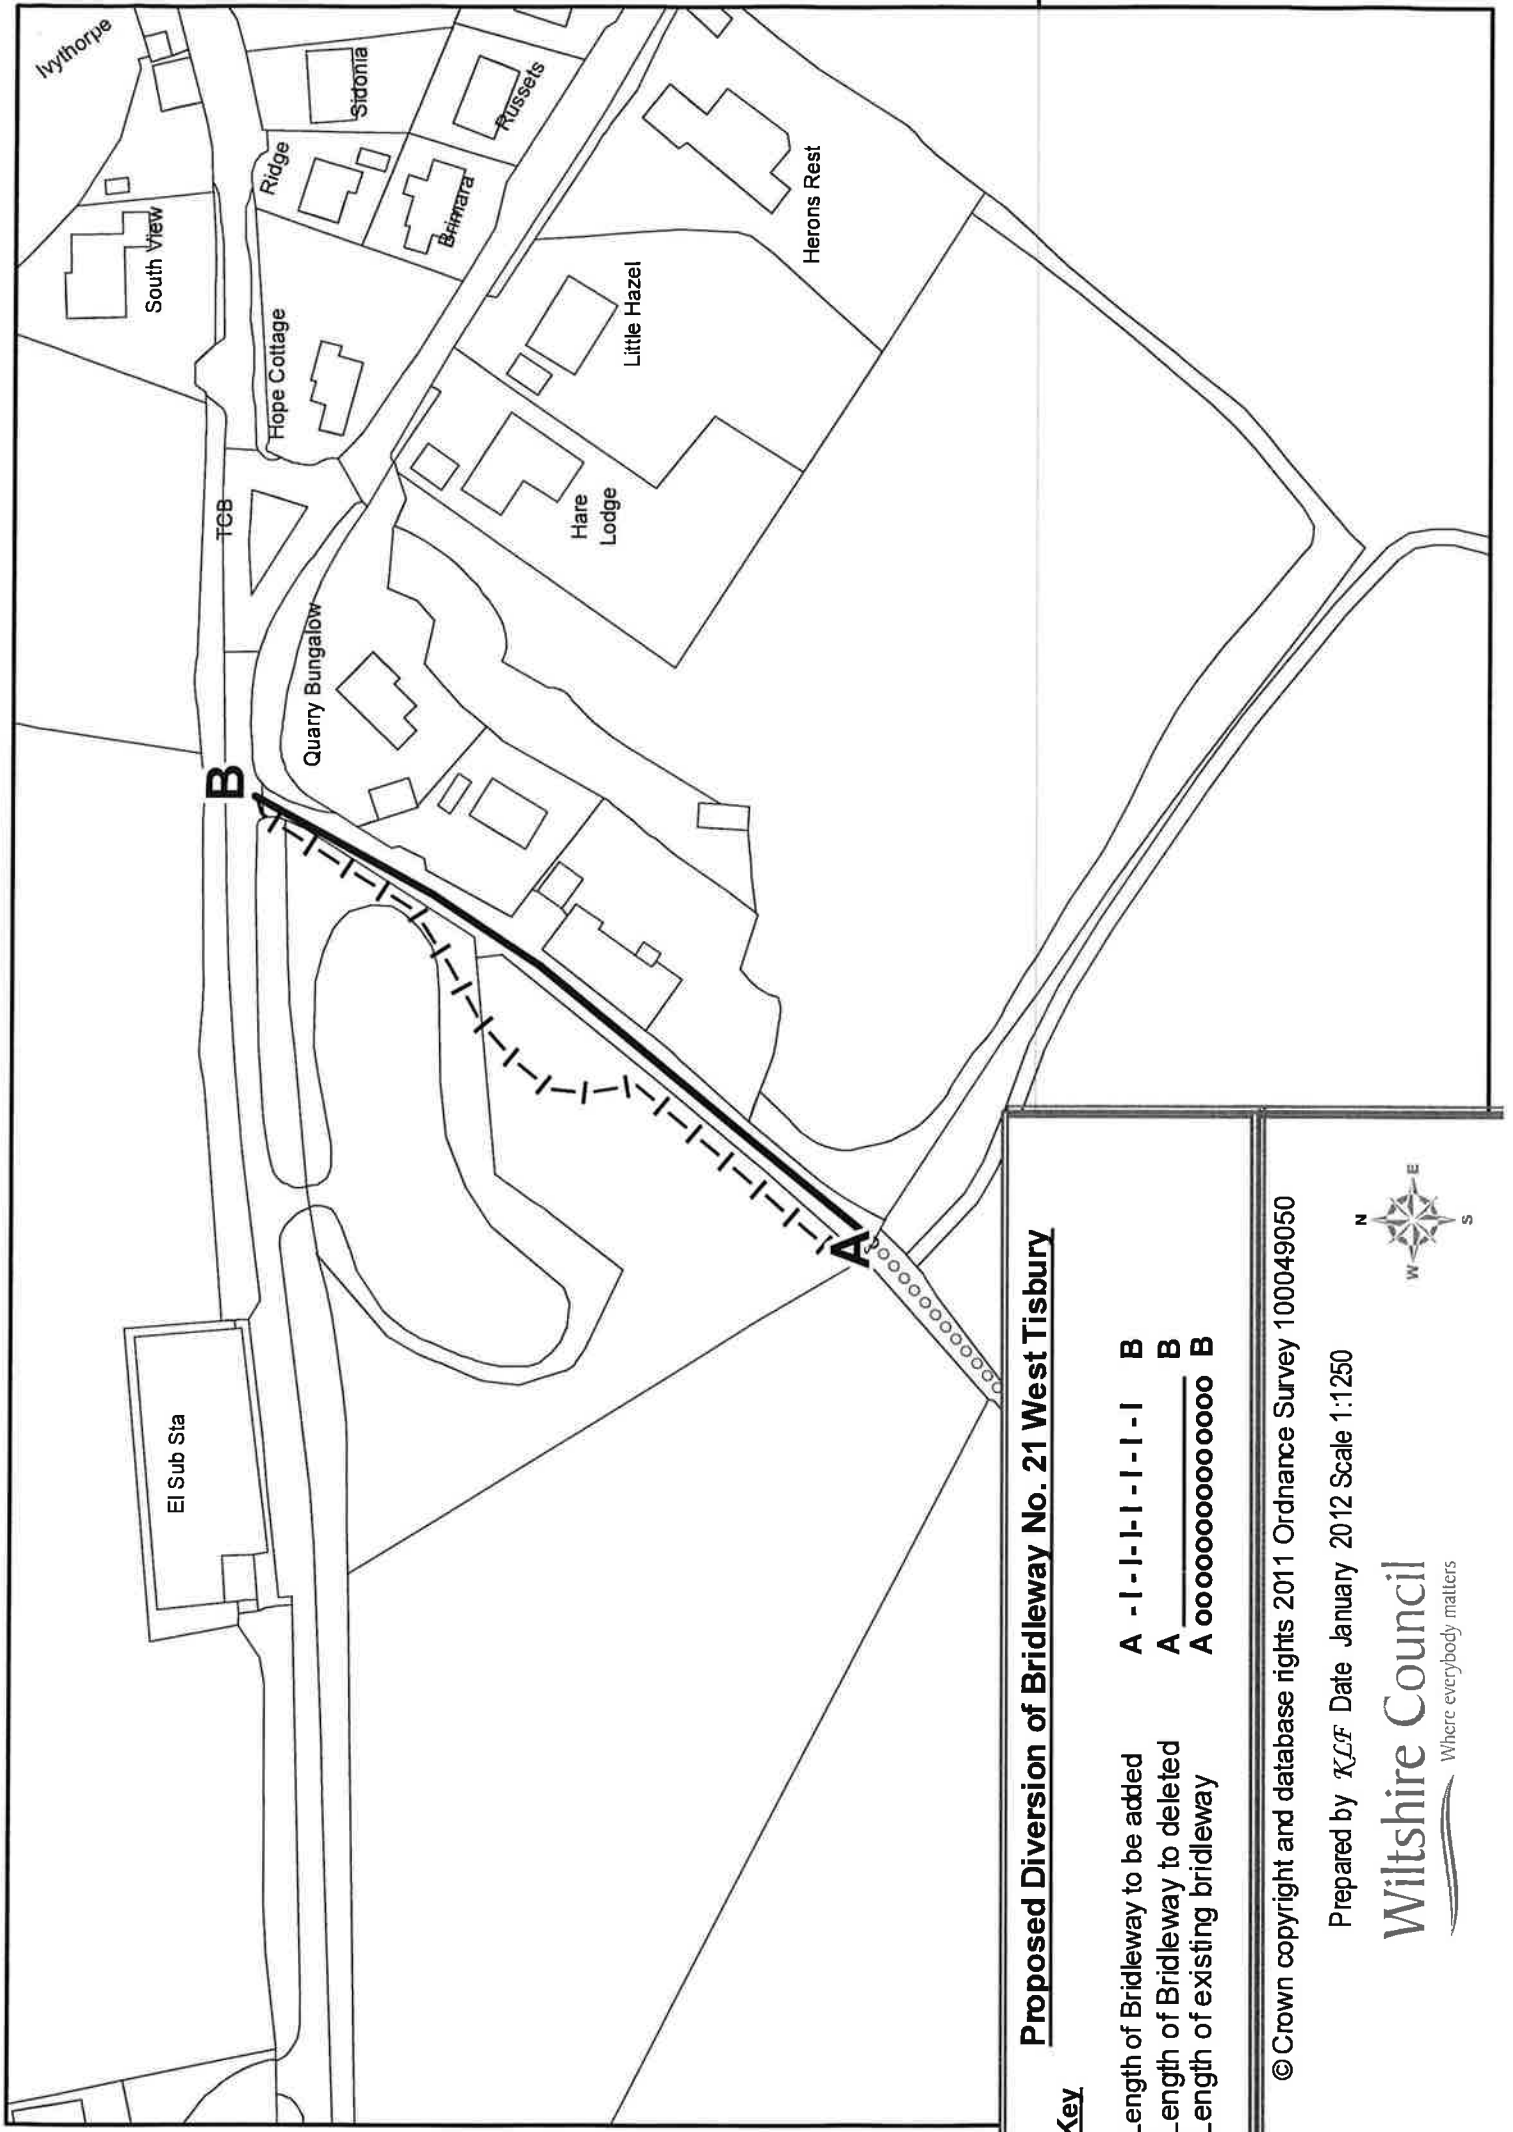 Ivythorpe
South View
Ridge
Sidonia
Russets
Brimara
Hope Cottage
TCB
Herons Rest
Little Hazel
Hare
Lodge
Quarry Bungalow
B
El Sub Sta
A
Proposed Diversion of Bridleway No. 21 West Tisbury
Key
Length of Bridleway to be added A -I-I-I-I-I-I-I-I B
Length of Bridleway to deleted A ________ B
Length of existing bridleway A oooooooooooooo B
© Crown copyright and database rights 2011 Ordnance Survey 100049050
Prepared by KLF Date January 2012 Scale 1:1250
N
W E
S
Wiltshire Council
Where everybody matters